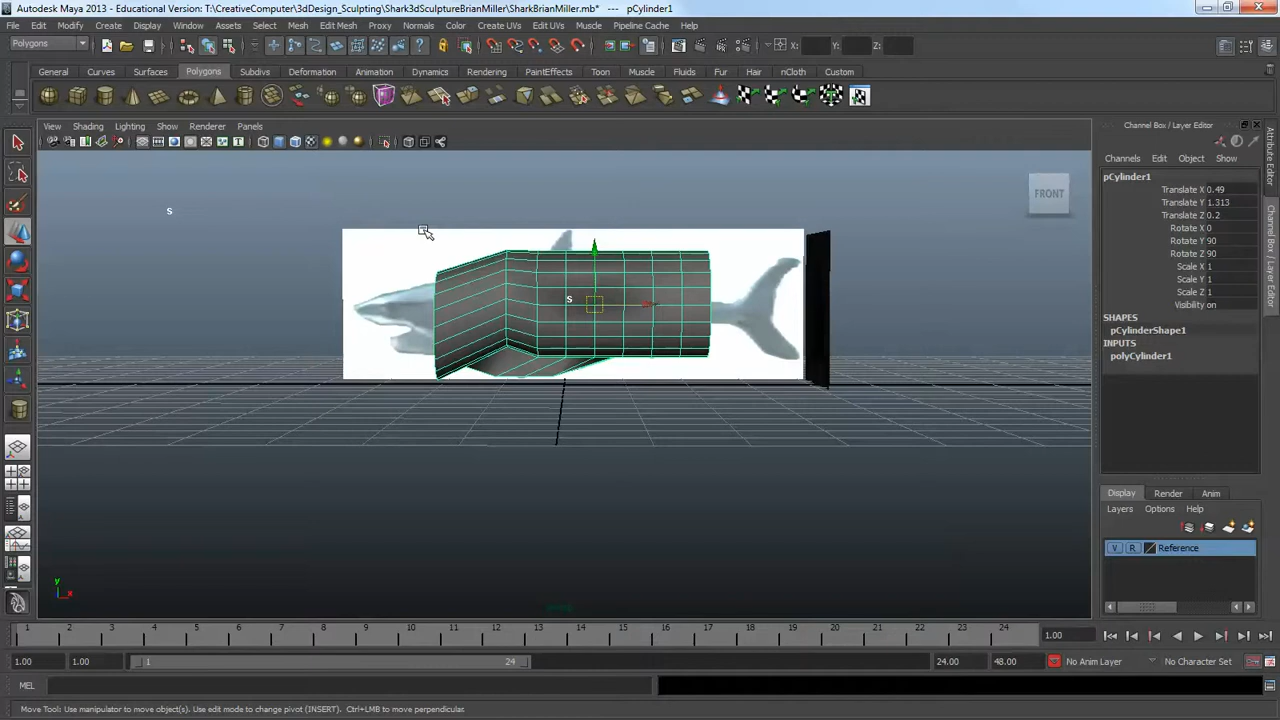 Autodesk Maya 2013 - Educational Version: T:\CreativeComputer\3dDesign_Sculpting\Shark3dSculptureBrianMiller\SharkBrianMiller.mb* --- pCylinder1
File Edit Modify Create Display Window Assets Select Mesh Edit Mesh Proxy Normals Color Create UVs Edit UVs Muscle Pipeline Cache Help
Polygons X: Y: Z:
General Curves Surfaces Polygons Subdivs Deformation Animation Dynamics Rendering PaintEffects Toon Muscle Fluids Fur Hair nCloth Custom
View Shading Lighting Show Renderer Panels
Channel Box / Layer Editor
Channels Edit Object Show
pCylinder1
Translate X 0.49
Translate Y 1.313
Translate Z 0.2
Rotate X 0
Rotate Y 90
Rotate Z 90
Scale X 1
Scale Y 1
Scale Z 1
Visibility on
SHAPES
pCylinderShape1
INPUTS
polyCylinder1
Attribute Editor
Channel Box / Layer Editor
FRONT
S
S
y
x
Display Render Anim
Layers Options Help
V R Reference
1 2 3 4 5 6 7 8 9 10 11 12 13 14 15 16 17 18 19 20 21 22 23 24 1.00
1.00 1.00 1 24 24.00 48.00 No Anim Layer No Character Set
MEL
Move Tool: Use manipulator to move object(s). Use edit mode to change pivot (INSERT). Ctrl+LMB to move perpendicular.